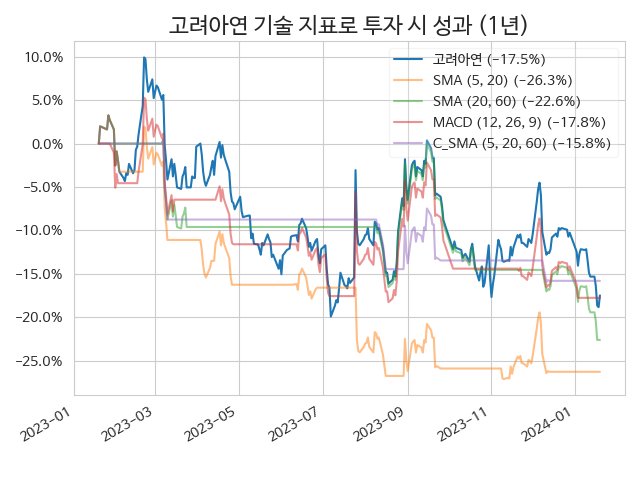 고려아연 기술 지표로 투자 시 성과 (1년)
고려아연 (−17.5%)
SMA (5, 20) (−26.3%)
SMA (20, 60) (−22.6%)
MACD (12, 26, 9) (−17.8%)
C_SMA (5, 20, 60) (−15.8%)
10.0%
5.0%
0.0%
−5.0%
−10.0%
−15.0%
−20.0%
−25.0%
2023-01
2023-03
2023-05
2023-07
2023-09
2023-11
2024-01